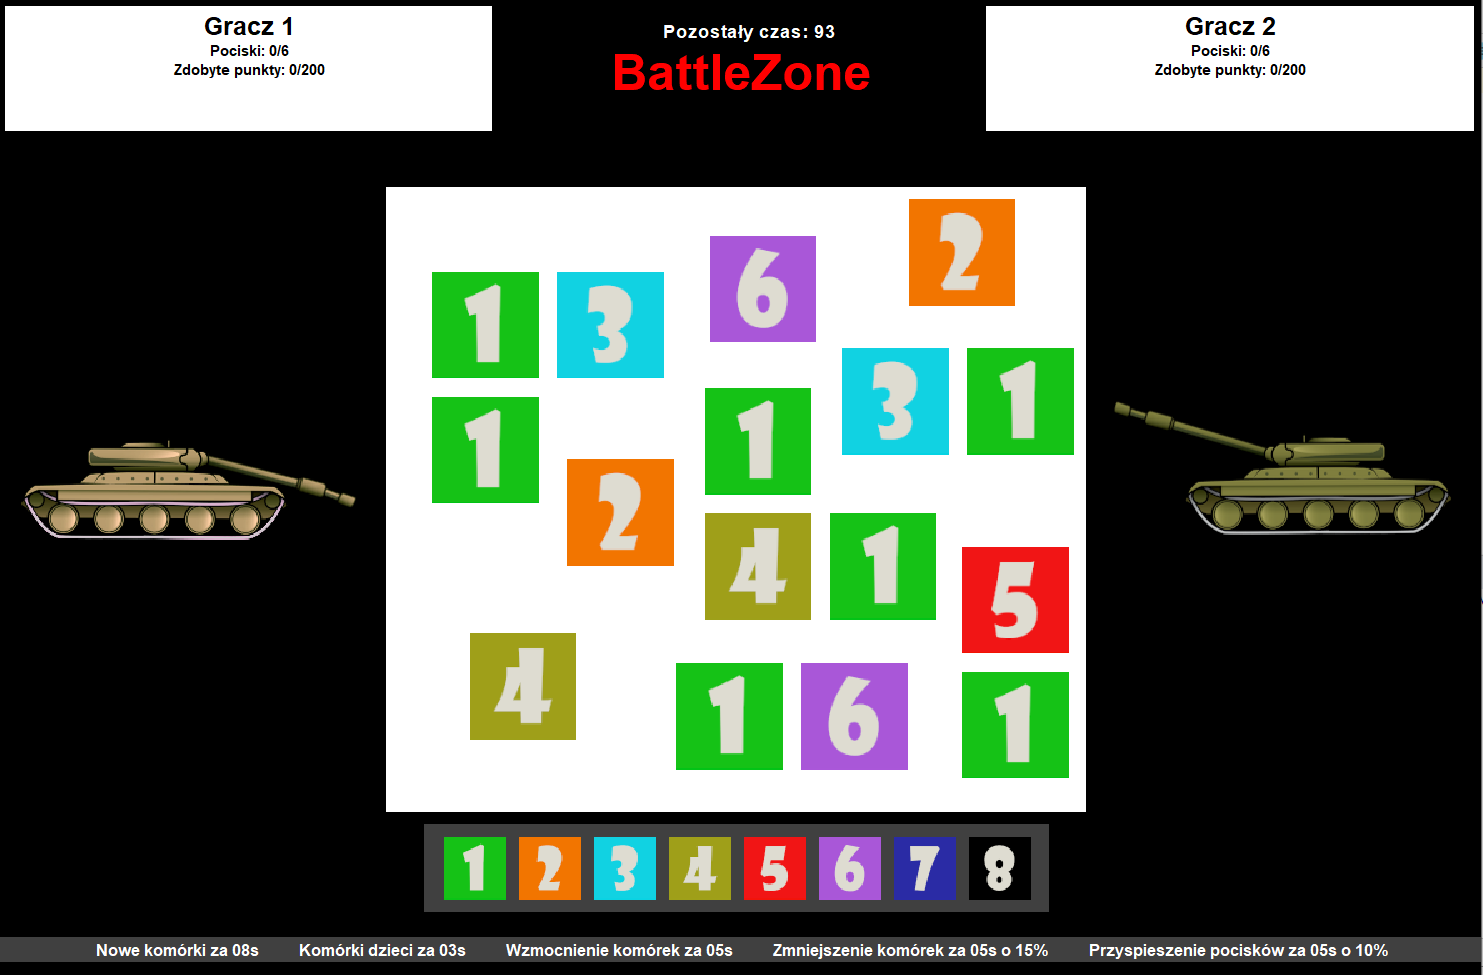 Gracz 1
Pociski: 0/6
Zdobyte punkty: 0/200
Pozostały czas: 93
BattleZone
Gracz 2
Pociski: 0/6
Zdobyte punkty: 0/200
2
6
1 3
3 1
1 1
2
4 1
5
4
1 6 1
1 2 3 4 5 6 7 8
Nowe komórki za 08s Komórki dzieci za 03s Wzmocnienie komórek za 05s Zmniejszenie komórek za 05s o 15% Przyspieszenie pocisków za 05s o 10%